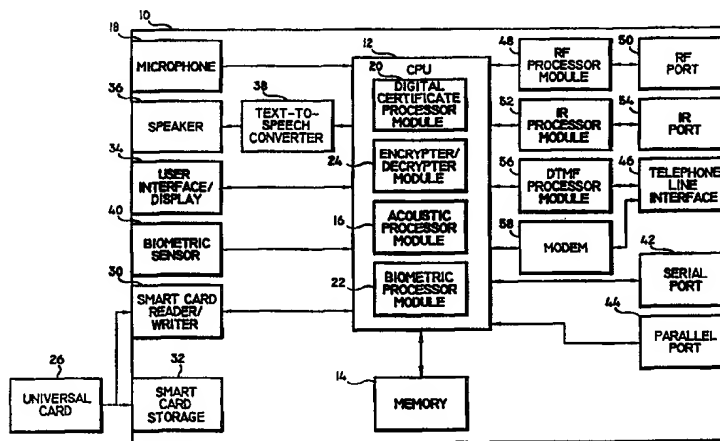 10
18
MICROPHONE
36
SPEAKER
38
TEXT-TO-
SPEECH
CONVERTER
34
USER
INTERFACE/
DISPLAY
40
BIOMETRIC
SENSOR
30
SMART CARD
READER/
WRITER
26
UNIVERSAL
CARD
32
SMART
CARD
STORAGE
12
CPU
20
DIGITAL
CERTIFICATE
PROCESSOR
MODULE
24
ENCRYPTER/
DECRYPTER
MODULE
16
ACOUSTIC
PROCESSOR
MODULE
22
BIOMETRIC
PROCESSOR
MODULE
14
MEMORY
48
RF
PROCESSOR
MODULE
50
RF
PORT
52
IR
PROCESSOR
MODULE
54
IR
PORT
56
DTMF
PROCESSOR
MODULE
46
TELEPHONE
LINE
INTERFACE
58
MODEM
42
SERIAL
PORT
44
PARALLEL
PORT